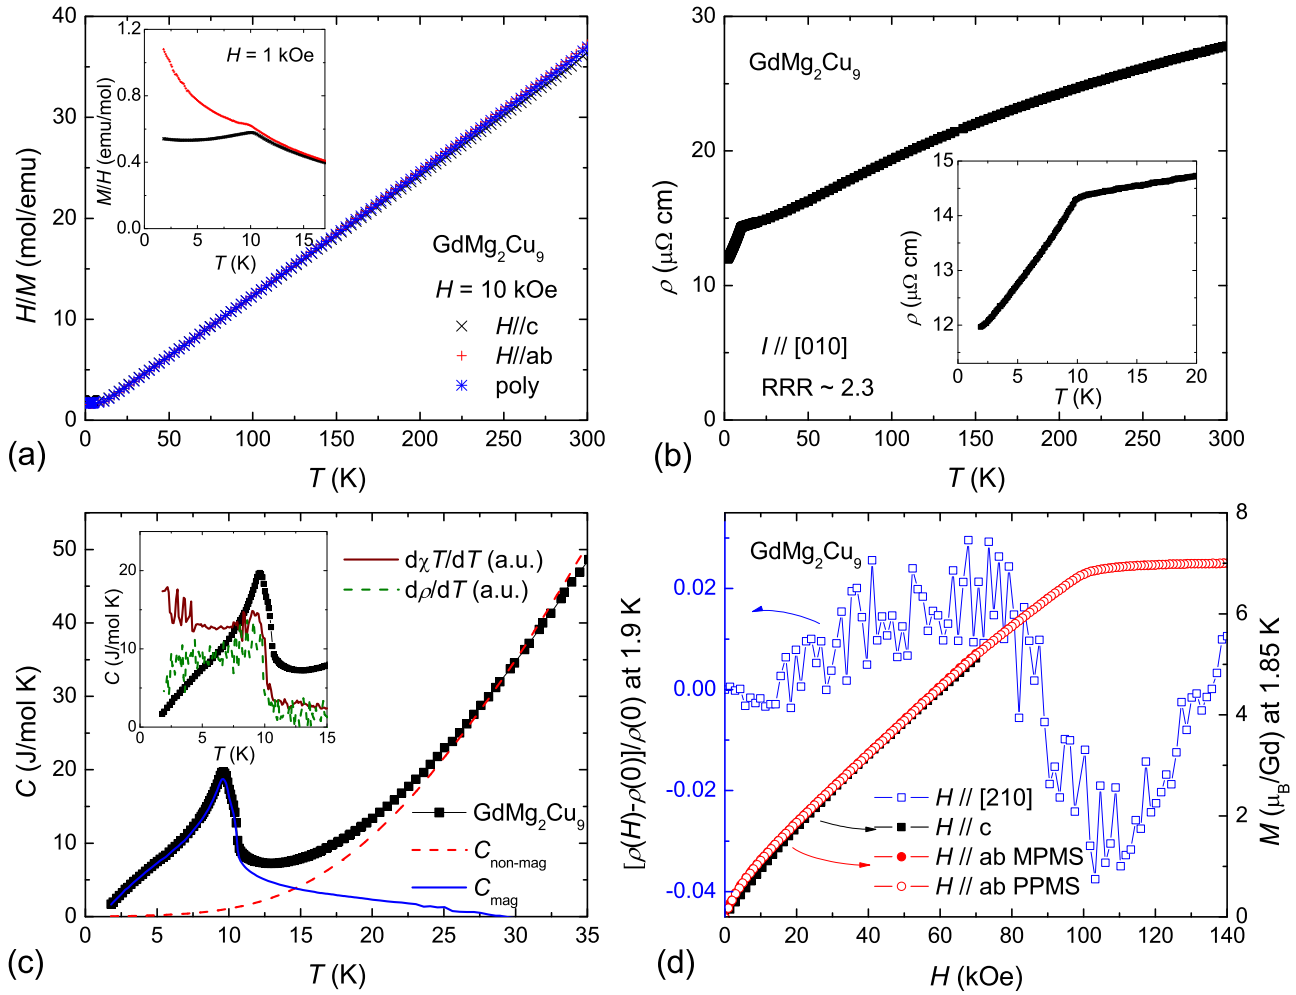 40
30
20
10
0
H/M (mol/emu)
0 50 100 150 200 250 300
T (K)
(a)
1.2
0.8
0.4
0.0
M/H (emu/mol)
0 5 10 15
T (K)
H = 1 kOe
GdMg2Cu9
H = 10 kOe
H//c
H//ab
poly
30
20
10
0
ρ (μΩ cm)
0 50 100 150 200 250 300
T (K)
(b)
GdMg2Cu9
I // [010]
RRR ~ 2.3
15
14
13
12
ρ (μΩ cm)
0 5 10 15 20
T (K)
50
40
30
20
10
0
C (J/mol K)
0 5 10 15 20 25 30 35
T (K)
(c)
20
10
0
C (J/mol K)
0 5 10 15
T (K)
dχT/dT (a.u.)
dρ/dT (a.u.)
GdMg2Cu9
Cnon-mag
Cmag
0.02
0.00
-0.02
-0.04
[ρ(H)-ρ(0)]/ρ(0) at 1.9 K
0 20 40 60 80 100 120 140
H (kOe)
(d)
GdMg2Cu9
H // [210]
H // c
H // ab MPMS
H // ab PPMS
8
6
4
2
0
M (μB/Gd) at 1.85 K